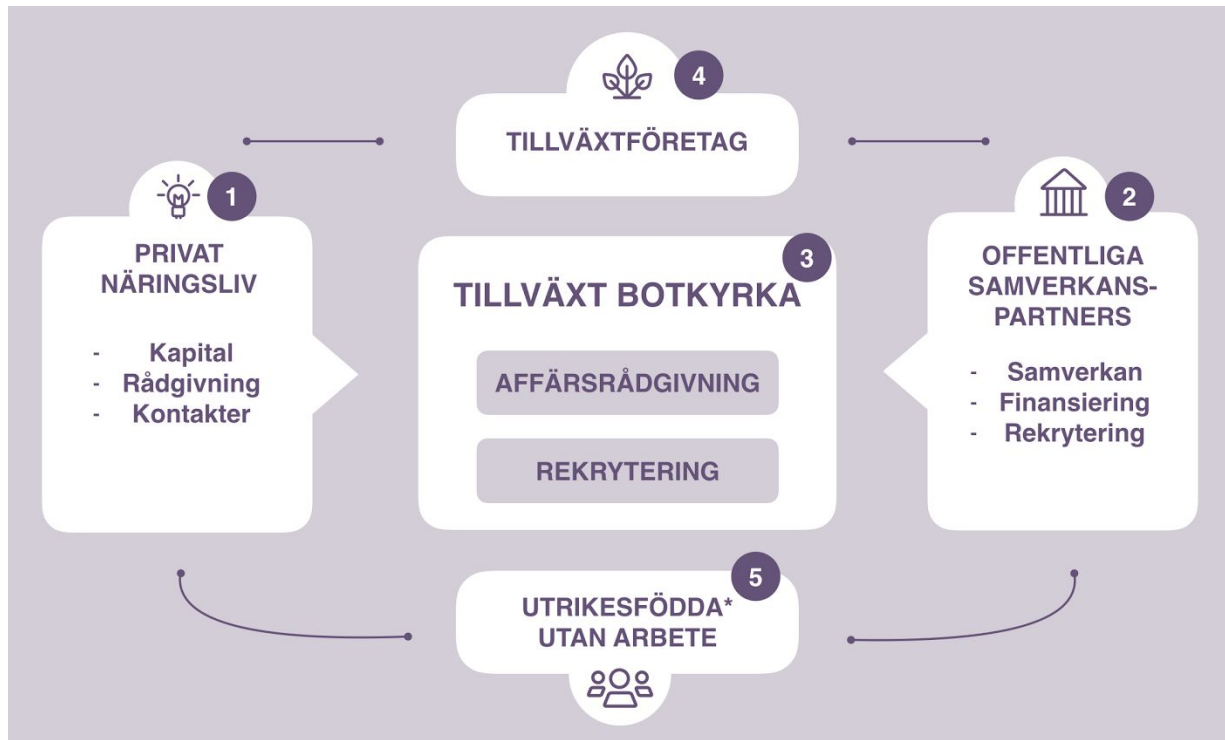 4
TILLVÄXTFÖRETAG
1
PRIVAT
NÄRINGSLIV
- Kapital
- Rådgivning
- Kontakter
3
TILLVÄXT BOTKYRKA
AFFÄRSRÅDGIVNING
REKRYTERING
2
OFFENTLIGA
SAMVERKANS-
PARTNERS
- Samverkan
- Finansiering
- Rekrytering
5
UTRIKESFÖDDA*
UTAN ARBETE